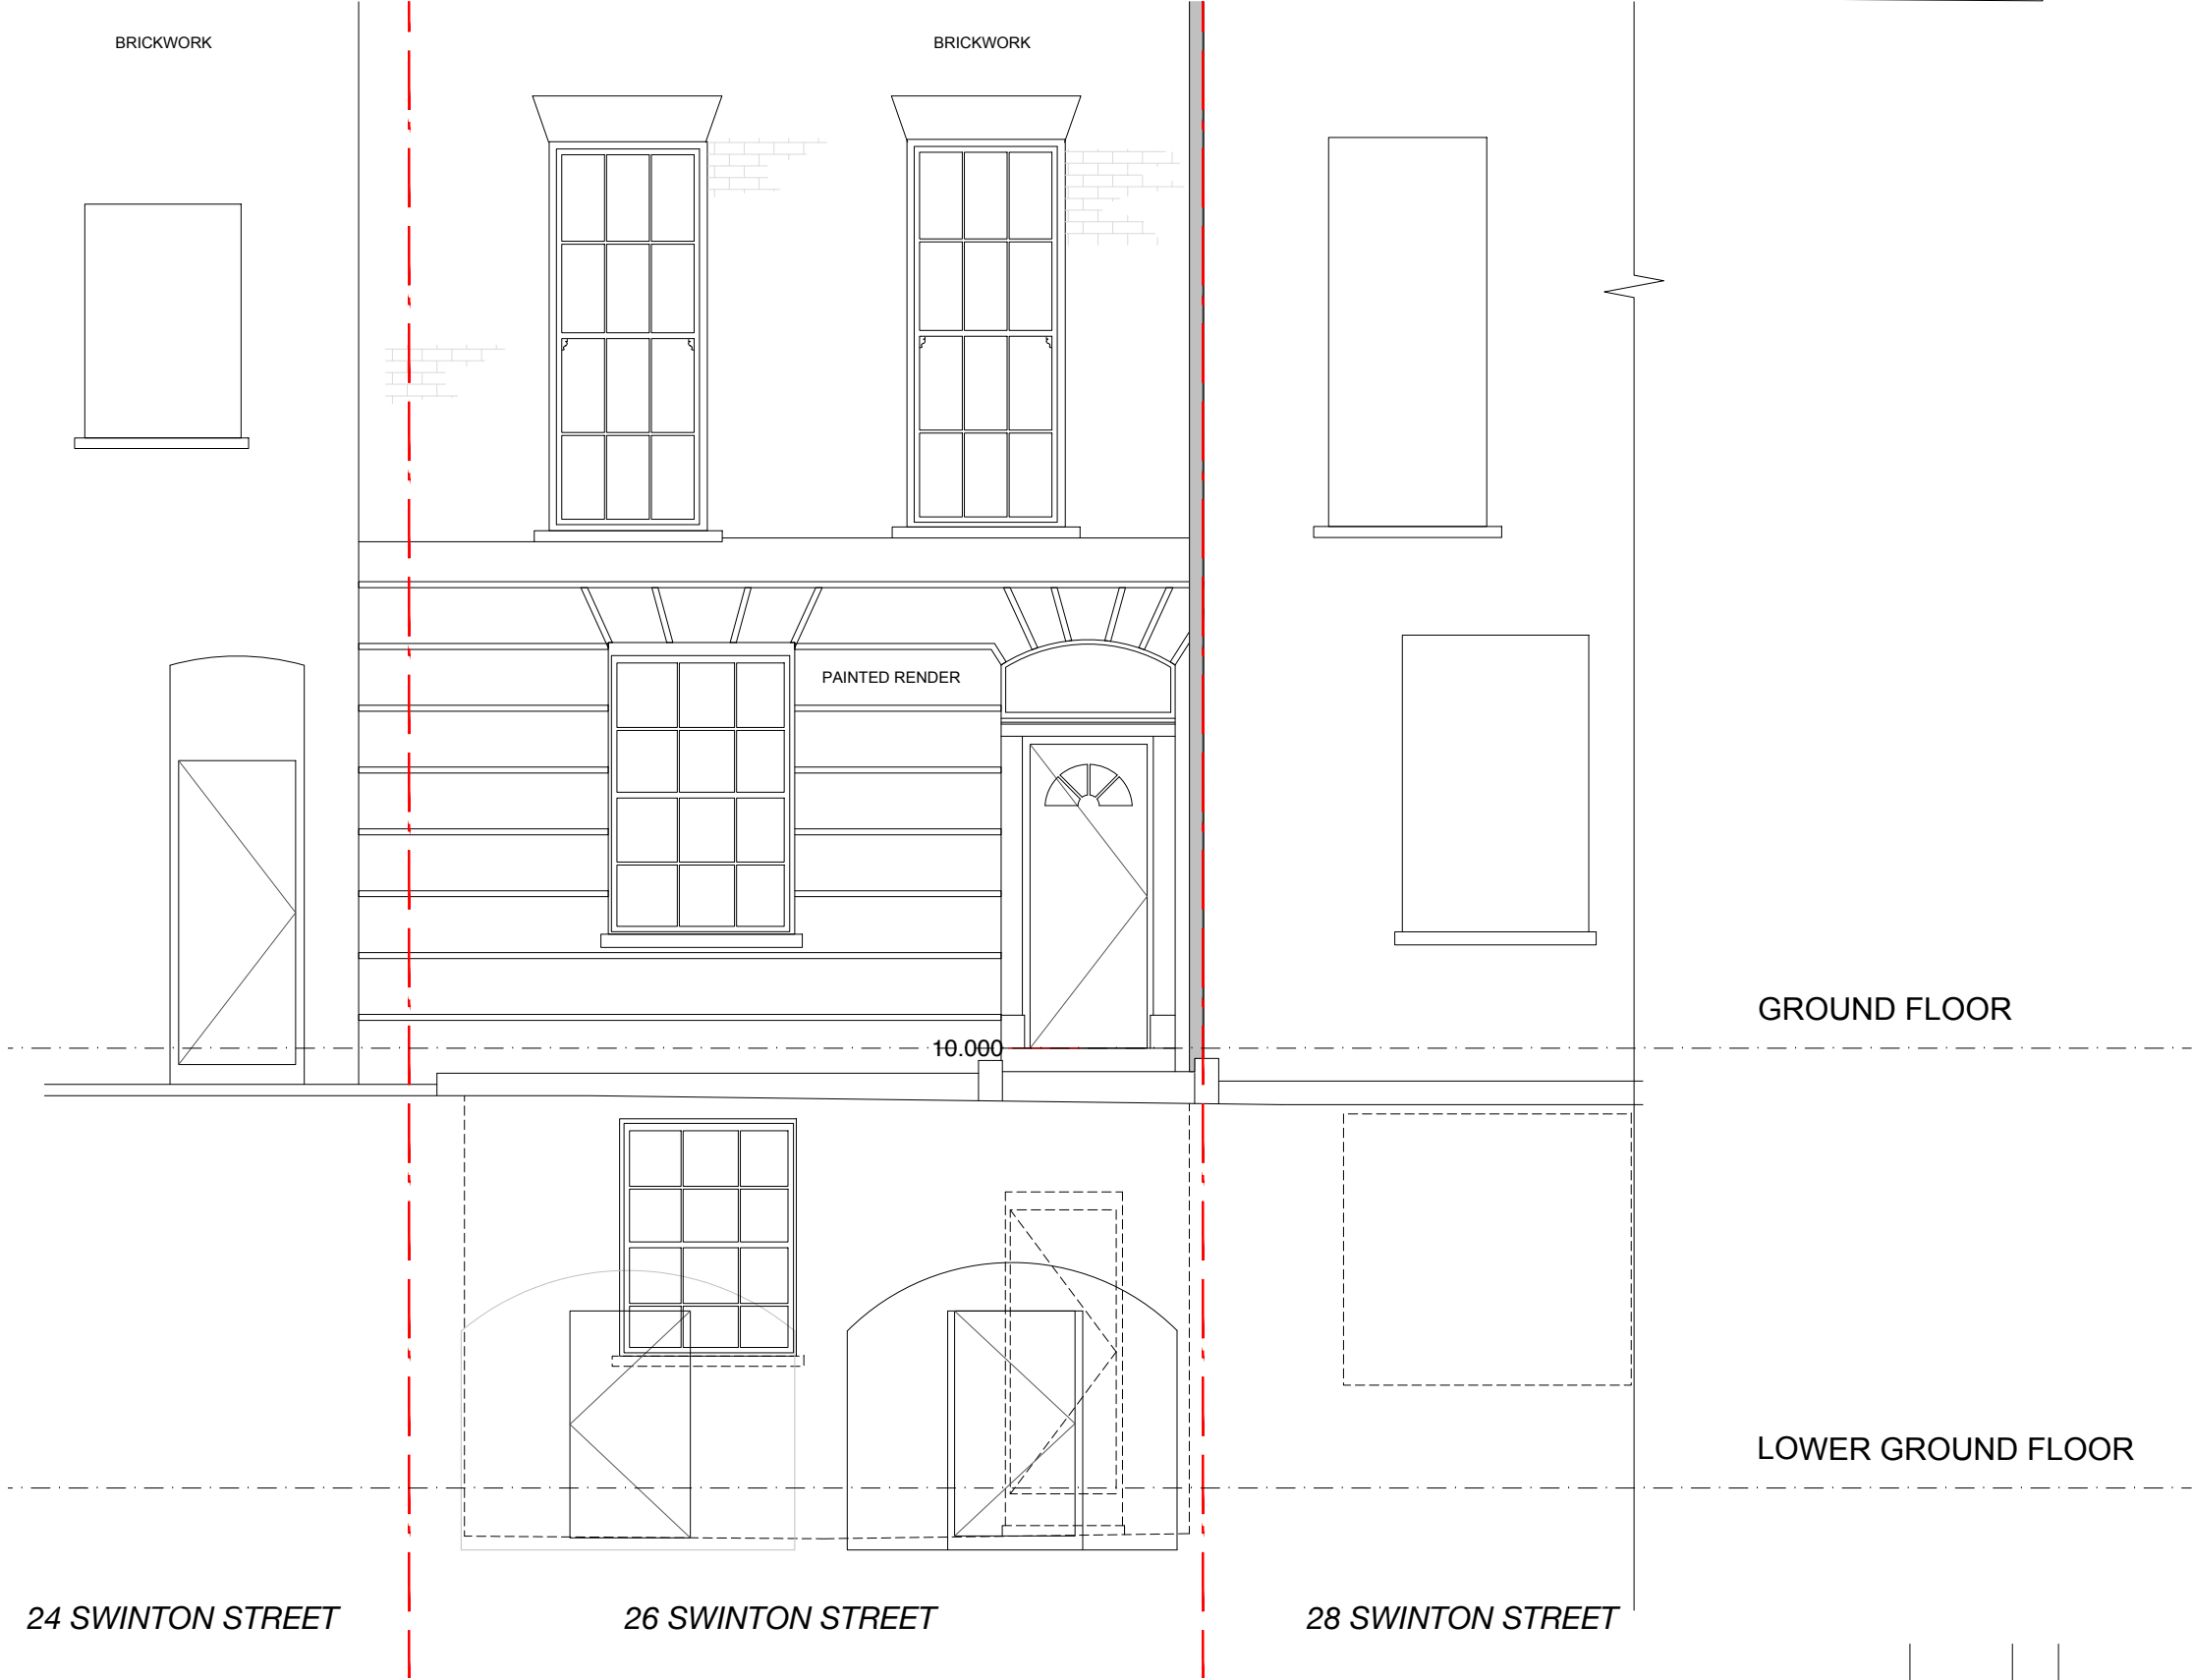 BRICKWORK
BRICKWORK
PAINTED RENDER
GROUND FLOOR
10.000
LOWER GROUND FLOOR
24 SWINTON STREET
26 SWINTON STREET
28 SWINTON STREET